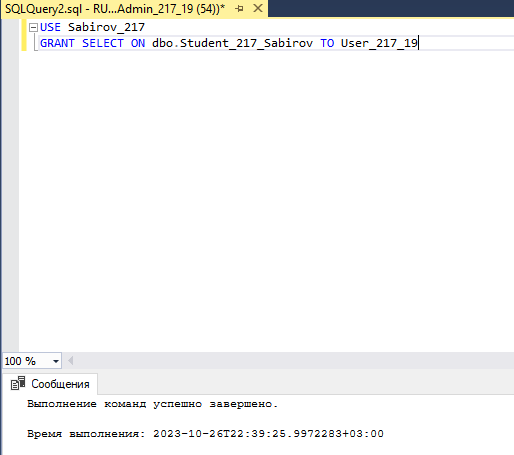 SQLQuery2.sql - RU...Admin_217_19 (54))*
USE Sabirov_217
GRANT SELECT ON dbo.Student_217_Sabirov TO User_217_19
100 %
Сообщения
Выполнение команд успешно завершено.
Время выполнения: 2023-10-26T22:39:25.9972283+03:00